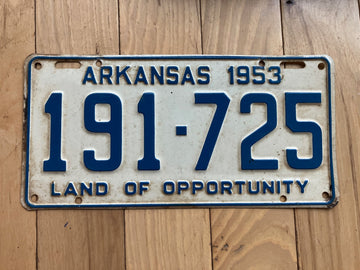 ARKANSAS 1953
191-725
LAND OF OPPORTUNITY